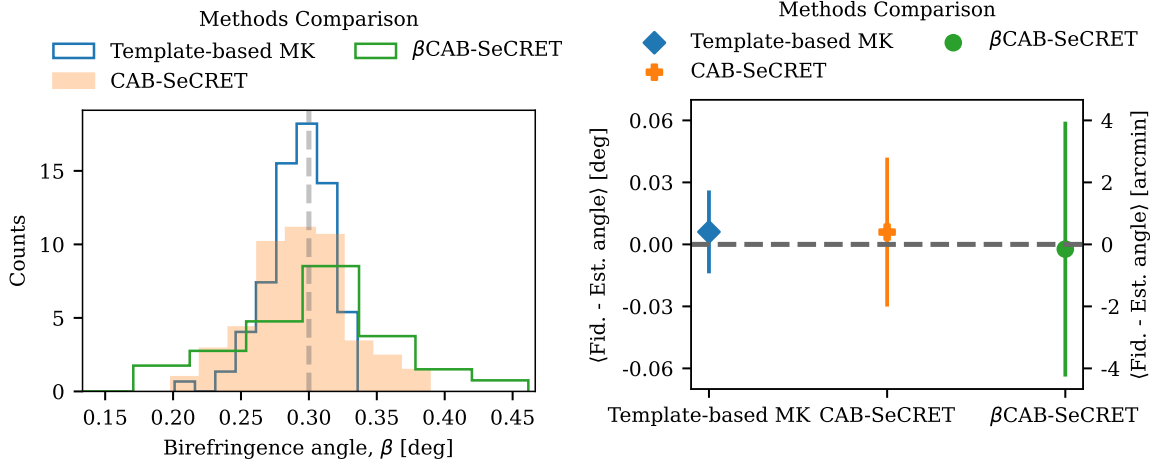 Methods Comparison
Template-based MK
βCAB-SeCRET
CAB-SeCRET
Counts
15
10
5
0
0.15
0.20
0.25
0.30
0.35
0.40
0.45
Birefringence angle, β [deg]
Methods Comparison
Template-based MK
βCAB-SeCRET
CAB-SeCRET
⟨Fid. - Est. angle⟩ [deg]
0.06
0.03
0.00
-0.03
-0.06
4
2
0
-2
-4
⟨Fid. - Est. angle⟩ [arcmin]
Template-based MK
CAB-SeCRET
βCAB-SeCRET